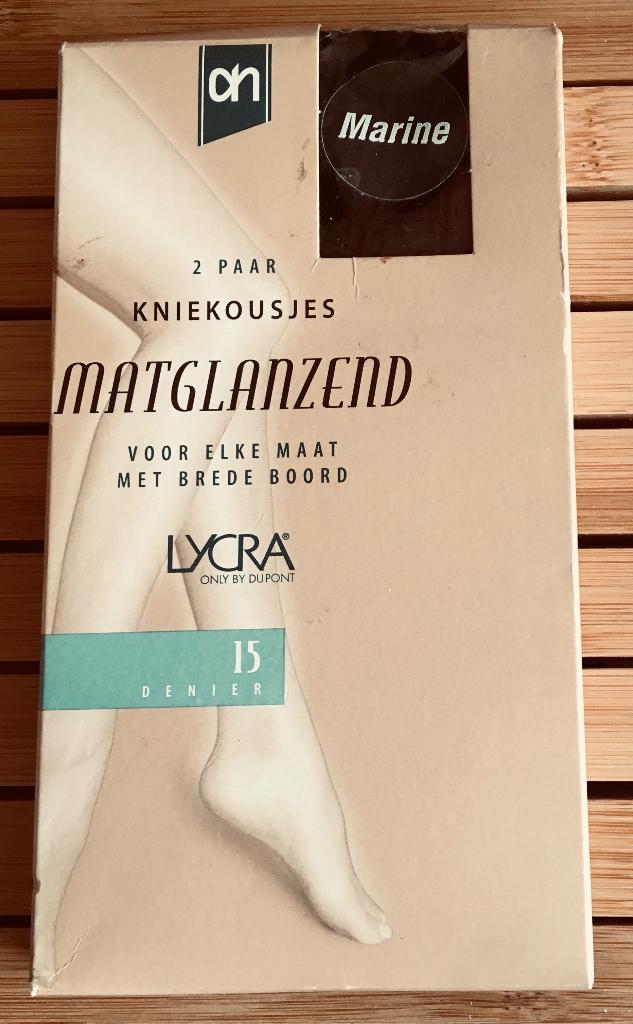 ah
Marine
2 PAAR
KNIEKOUSJES
MATGLANZEND
VOOR ELKE MAAT
MET BREDE BOORD
LYCRA®
ONLY BY DUPONT
15
DENIER